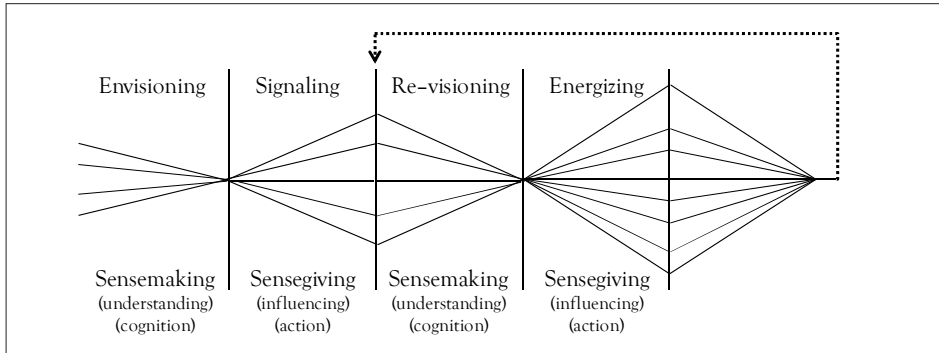 Envisioning Signaling Re-visioning Energizing
Sensemaking Sensegiving Sensemaking Sensegiving
(understanding) (influencing) (understanding) (influencing)
(cognition) (action) (cognition) (action)